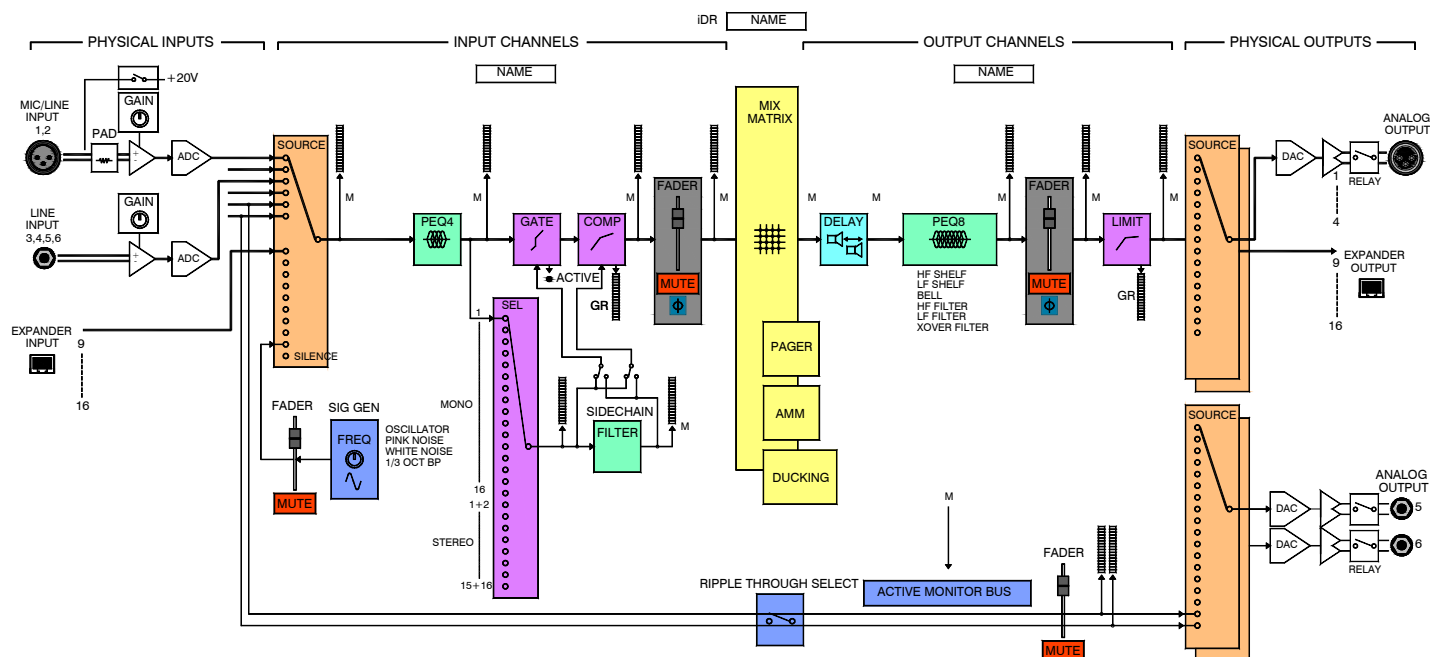 iDR NAME
PHYSICAL INPUTS
INPUT CHANNELS
OUTPUT CHANNELS
PHYSICAL OUTPUTS
NAME
NAME
+20V
GAIN
MIC/LINE
INPUT
1,2
PAD
+
-
ADC
LINE
INPUT
3,4,5,6
GAIN
+
-
ADC
EXPANDER
INPUT
9
16
SOURCE
SILENCE
M
PEQ4
M
GATE
COMP
ACTIVE
GR
M
FADER
MUTE
Φ
M
FADER
MUTE
SIG GEN
FREQ
OSCILLATOR
PINK NOISE
WHITE NOISE
1/3 OCT BP
SEL
1
MONO
16
1+2
STEREO
15+16
SIDECHAIN
FILTER
M
MIX
MATRIX
PAGER
AMM
DUCKING
M
DELAY
M
PEQ8
HF SHELF
LF SHELF
BELL
HF FILTER
LF FILTER
XOVER FILTER
M
FADER
MUTE
Φ
M
LIMIT
GR
M
SOURCE
DAC
RELAY
1
4
ANALOG
OUTPUT
9
16
EXPANDER
OUTPUT
SOURCE
DAC
DAC
RELAY
ANALOG
OUTPUT
5
6
M
ACTIVE MONITOR BUS
RIPPLE THROUGH SELECT
FADER
MUTE